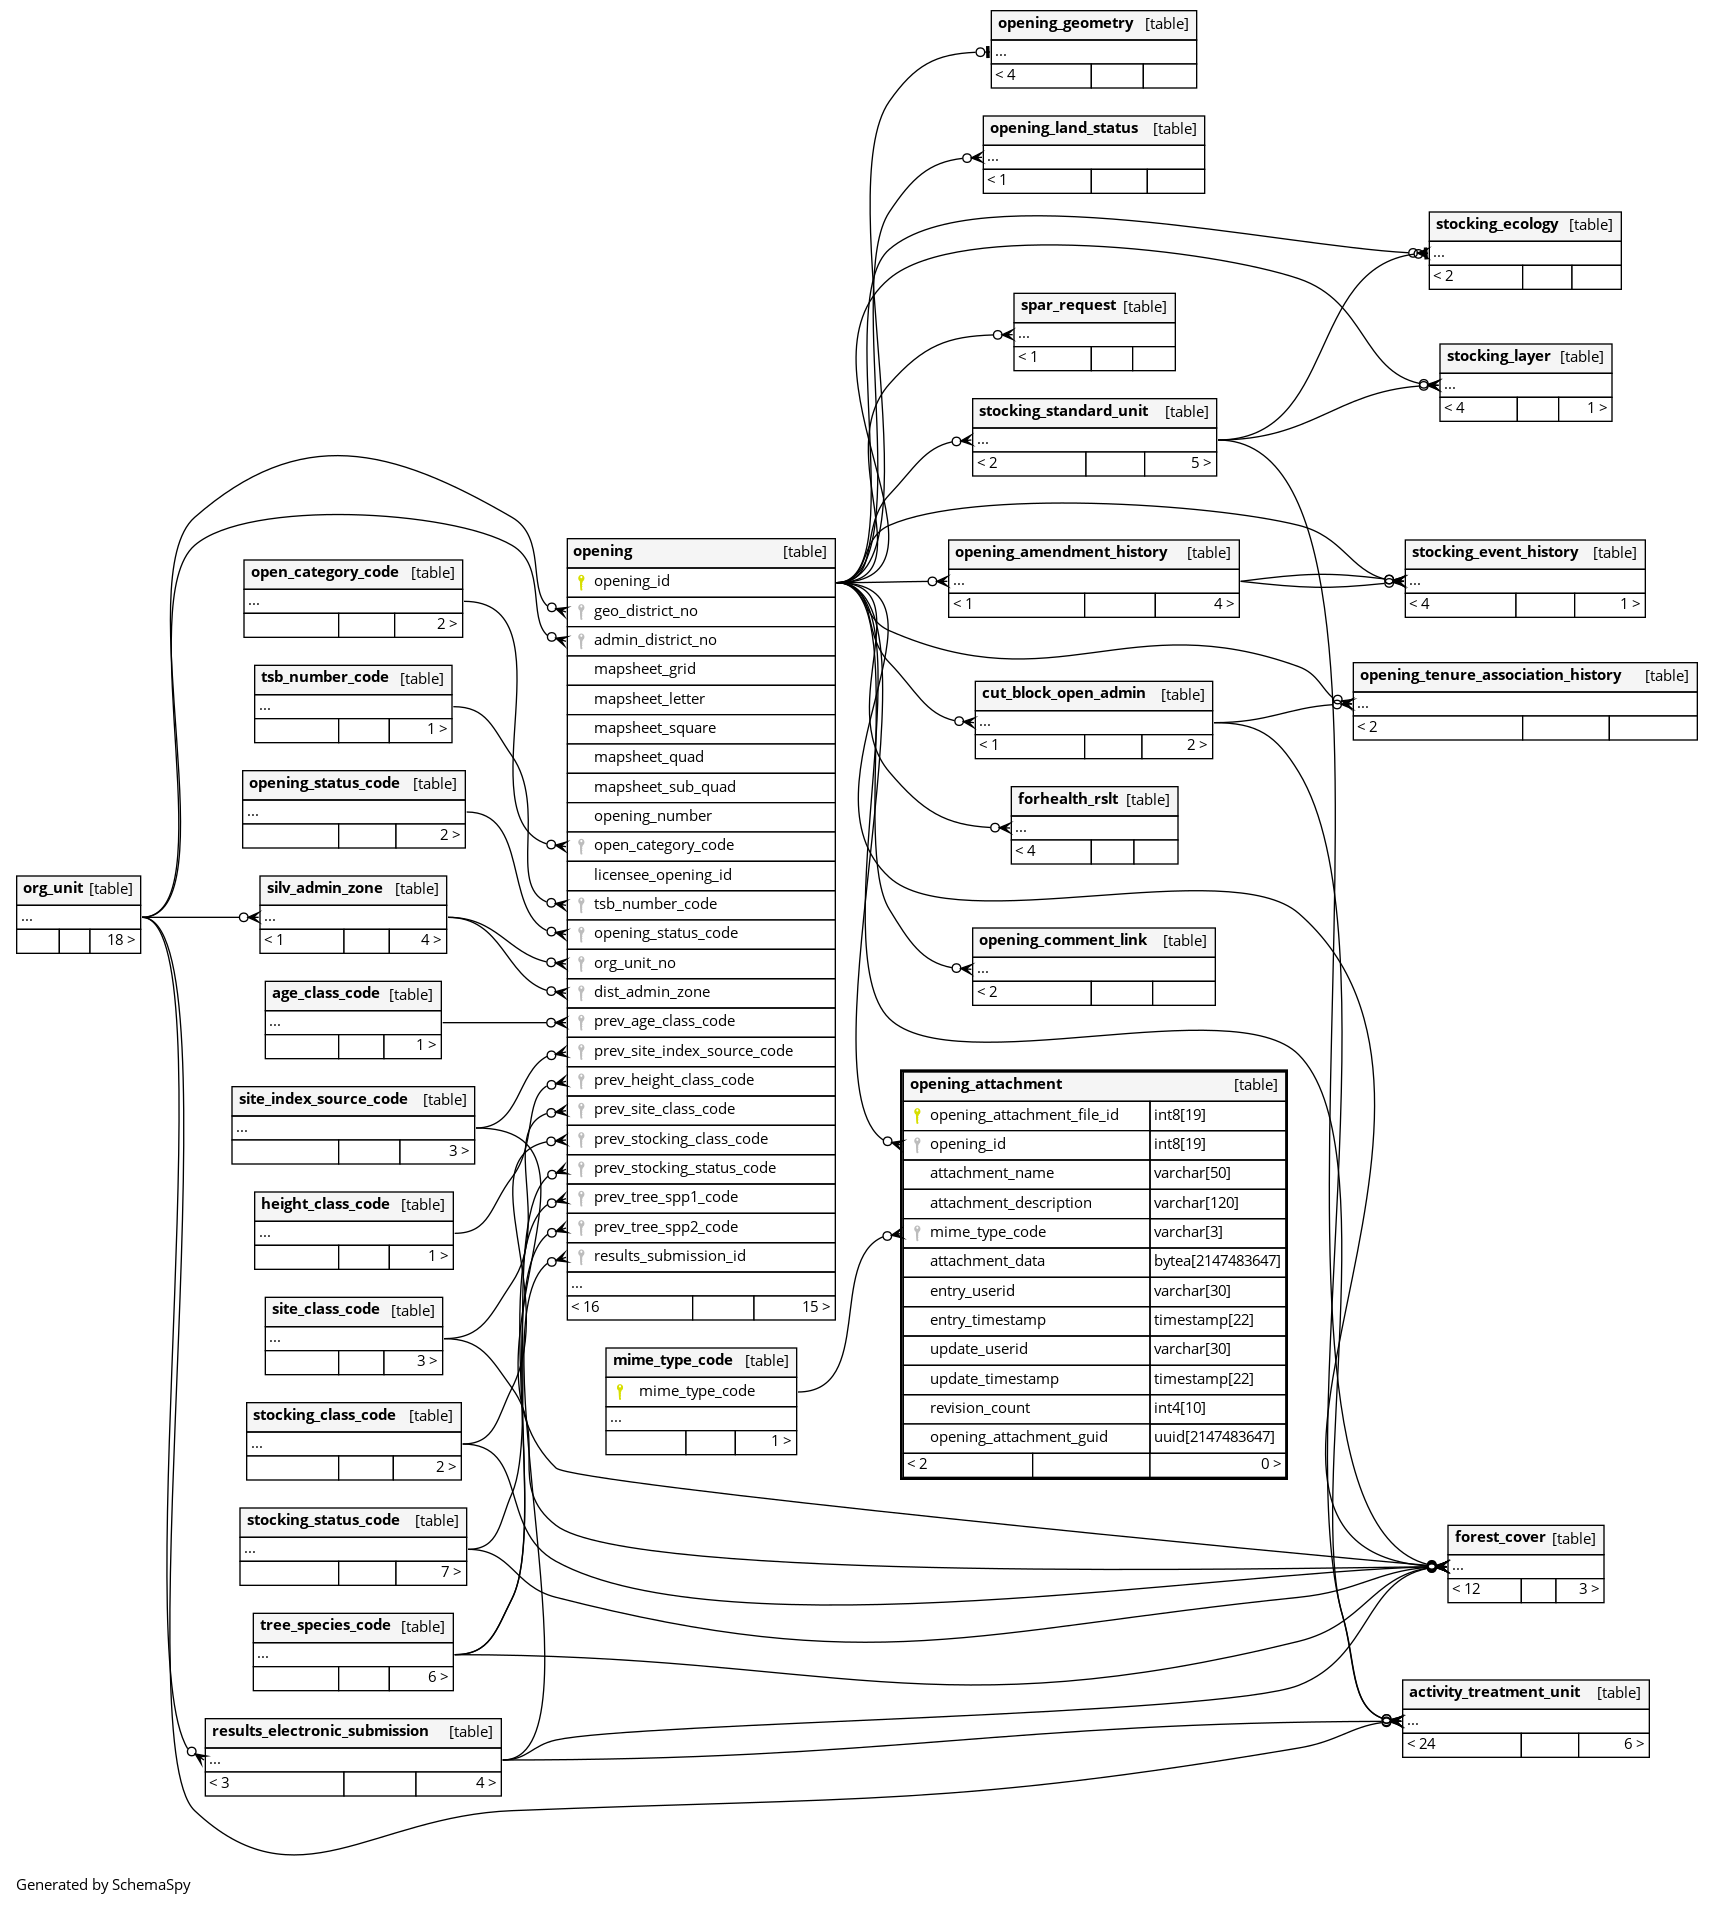 opening_geometry [table]
...
< 4
opening_land_status [table]
...
< 1
stocking_ecology [table]
...
< 2
spar_request [table]
...
< 1
stocking_layer [table]
...
< 4 1 >
stocking_standard_unit [table]
...
< 2 5 >
opening_amendment_history [table]
...
< 1 4 >
stocking_event_history [table]
...
< 4 1 >
opening_tenure_association_history [table]
...
< 2
cut_block_open_admin [table]
...
< 1 2 >
forhealth_rslt [table]
...
< 4
opening_comment_link [table]
...
< 2
opening [table]
opening_id
geo_district_no
admin_district_no
mapsheet_grid
mapsheet_letter
mapsheet_square
mapsheet_quad
mapsheet_sub_quad
opening_number
open_category_code
licensee_opening_id
tsb_number_code
opening_status_code
org_unit_no
dist_admin_zone
prev_age_class_code
prev_site_index_source_code
prev_height_class_code
prev_site_class_code
prev_stocking_class_code
prev_stocking_status_code
prev_tree_spp1_code
prev_tree_spp2_code
results_submission_id
...
< 16 15 >
open_category_code [table]
...
2 >
tsb_number_code [table]
...
1 >
opening_status_code [table]
...
2 >
org_unit [table]
...
18 >
silv_admin_zone [table]
...
< 1 4 >
age_class_code [table]
...
1 >
site_index_source_code [table]
...
3 >
height_class_code [table]
...
1 >
site_class_code [table]
...
3 >
stocking_class_code [table]
...
2 >
stocking_status_code [table]
...
7 >
tree_species_code [table]
...
6 >
results_electronic_submission [table]
...
< 3 4 >
mime_type_code [table]
mime_type_code
...
1 >
opening_attachment [table]
opening_attachment_file_id int8[19]
opening_id int8[19]
attachment_name varchar[50]
attachment_description varchar[120]
mime_type_code varchar[3]
attachment_data bytea[2147483647]
entry_userid varchar[30]
entry_timestamp timestamp[22]
update_userid varchar[30]
update_timestamp timestamp[22]
revision_count int4[10]
opening_attachment_guid uuid[2147483647]
< 2 0 >
forest_cover [table]
...
< 12 3 >
activity_treatment_unit [table]
...
< 24 6 >
Generated by SchemaSpy